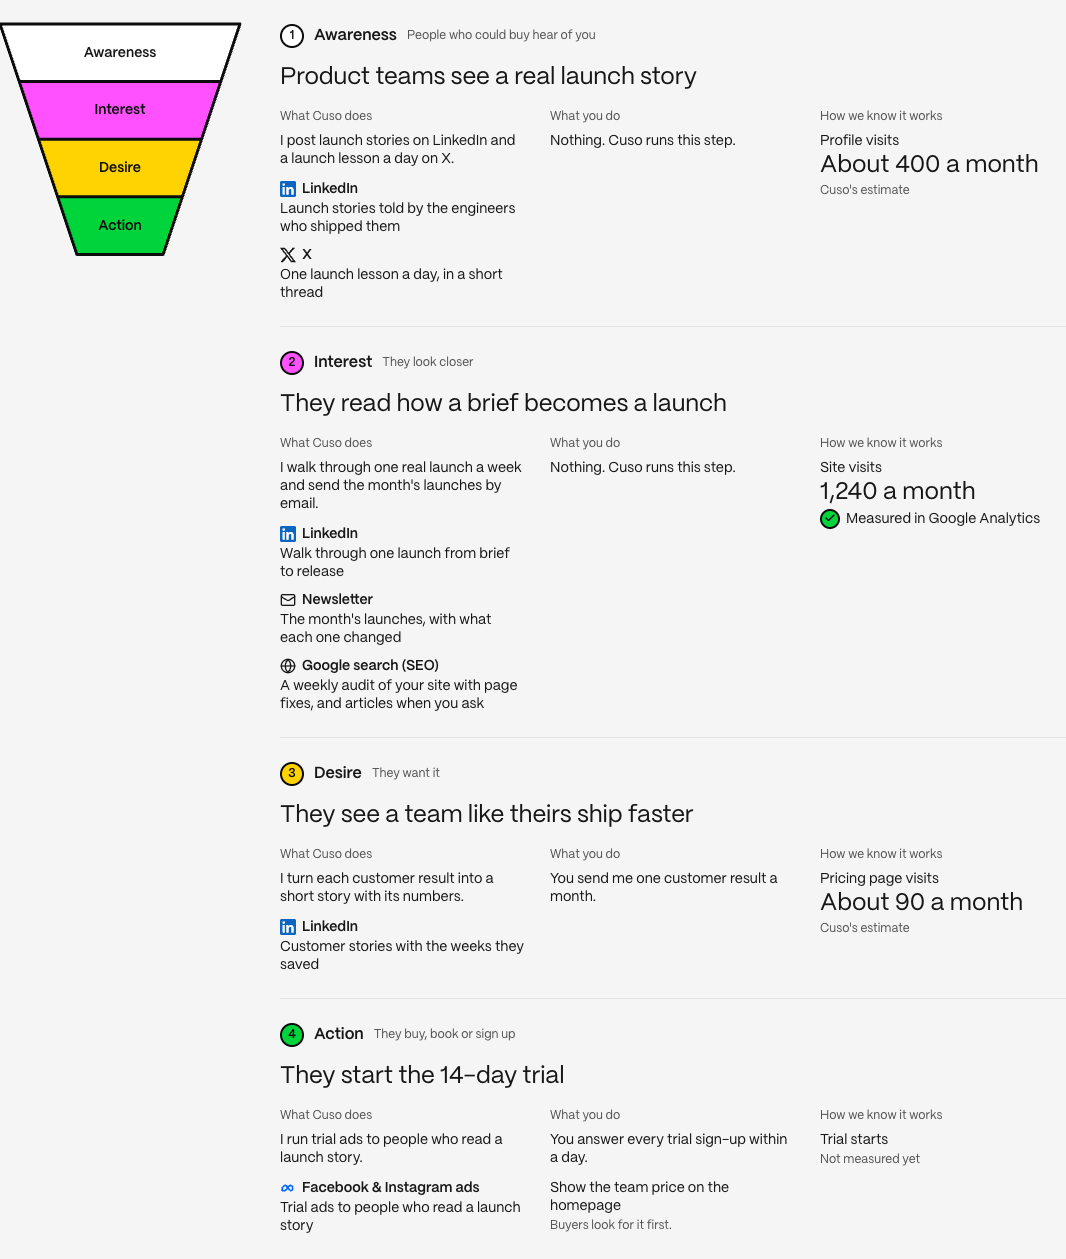 Awareness
Interest
Desire
Action
1 Awareness People who could buy hear of you
Product teams see a real launch story
What Cuso does
I post launch stories on LinkedIn and
a launch lesson a day on X.
LinkedIn
Launch stories told by the engineers
who shipped them
X
One launch lesson a day, in a short
thread
What you do
Nothing. Cuso runs this step.
How we know it works
Profile visits
About 400 a month
Cuso's estimate
2 Interest They look closer
They read how a brief becomes a launch
What Cuso does
I walk through one real launch a week
and send the month's launches by
email.
LinkedIn
Walk through one launch from brief
to release
Newsletter
The month's launches, with what
each one changed
Google search (SEO)
A weekly audit of your site with page
fixes, and articles when you ask
What you do
Nothing. Cuso runs this step.
How we know it works
Site visits
1,240 a month
Measured in Google Analytics
3 Desire They want it
They see a team like theirs ship faster
What Cuso does
I turn each customer result into a
short story with its numbers.
LinkedIn
Customer stories with the weeks they
saved
What you do
You send me one customer result a
month.
How we know it works
Pricing page visits
About 90 a month
Cuso's estimate
4 Action They buy, book or sign up
They start the 14-day trial
What Cuso does
I run trial ads to people who read a
launch story.
Facebook & Instagram ads
Trial ads to people who read a launch
story
What you do
You answer every trial sign-up within
a day.
Show the team price on the
homepage
Buyers look for it first.
How we know it works
Trial starts
Not measured yet